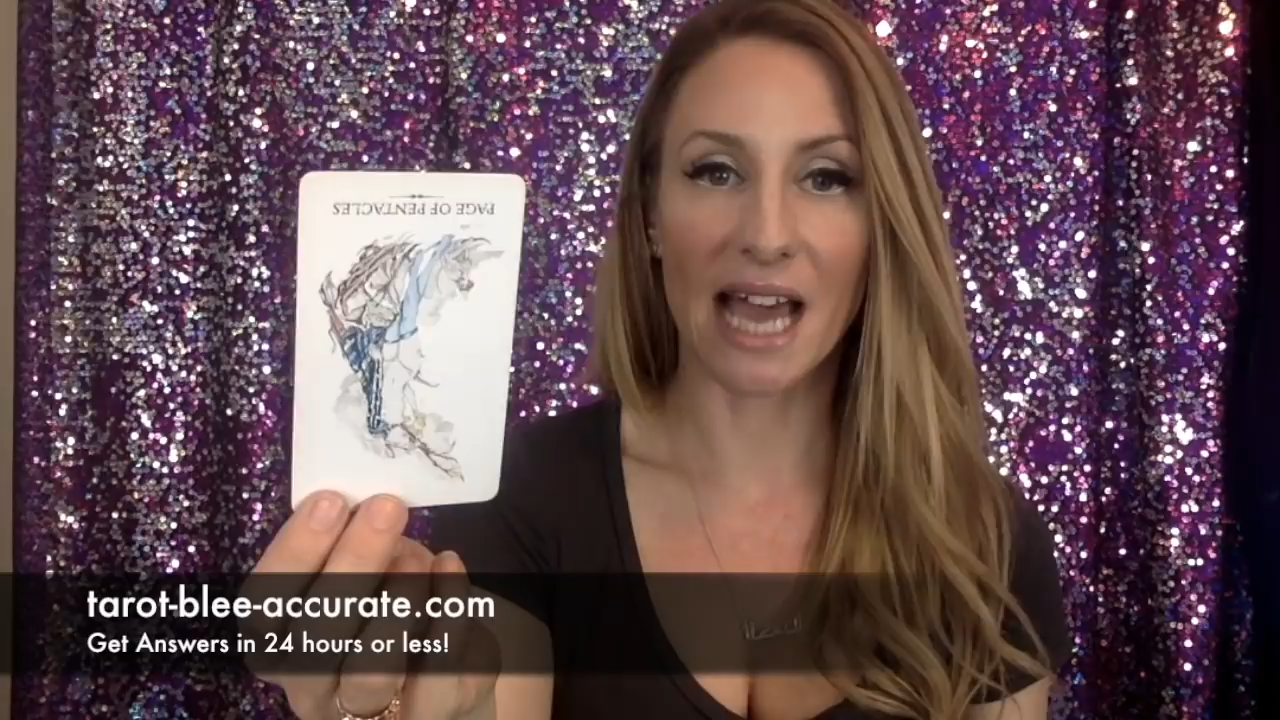 PAGE OF PENTACLES
tarot-blee-accurate.com
Get Answers in 24 hours or less!